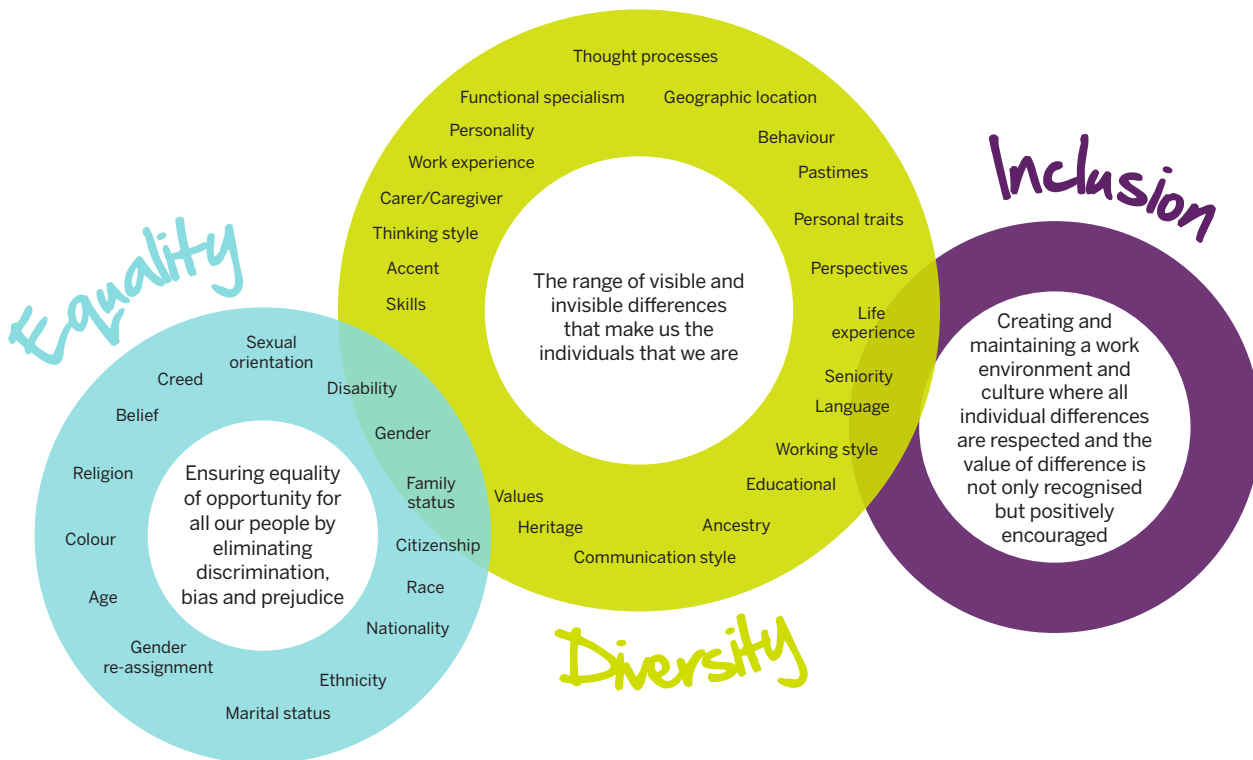 Equality
Sexual
orientation
Creed
Disability
Belief
Gender
Religion
Family
status
Colour
Citizenship
Age
Race
Gender
re-assignment
Nationality
Ethnicity
Marital status
Ensuring equality
of opportunity for
all our people by
eliminating
discrimination,
bias and prejudice
Thought processes
Functional specialism
Geographic location
Personality
Behaviour
Work experience
Pastimes
Carer/Caregiver
Personal traits
Thinking style
Accent
Perspectives
Skills
Life
experience
Seniority
Language
Working style
Educational
Values
Heritage
Ancestry
Communication style
The range of visible and
invisible differences
that make us the
individuals that we are
Diversity
Inclusion
Creating and
maintaining a work
environment and
culture where all
individual differences
are respected and the
value of difference is
not only recognised
but positively
encouraged